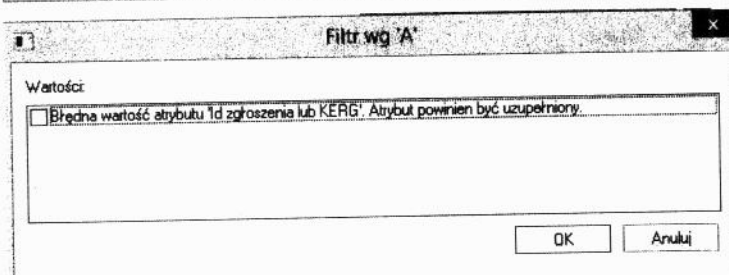 Filtr wg 'A'
Wartości:
Błędna wartość atrybutu 'Id zgłoszenia lub KERG'. Atrybut powinien być uzupełniony.
OK
Anuluj